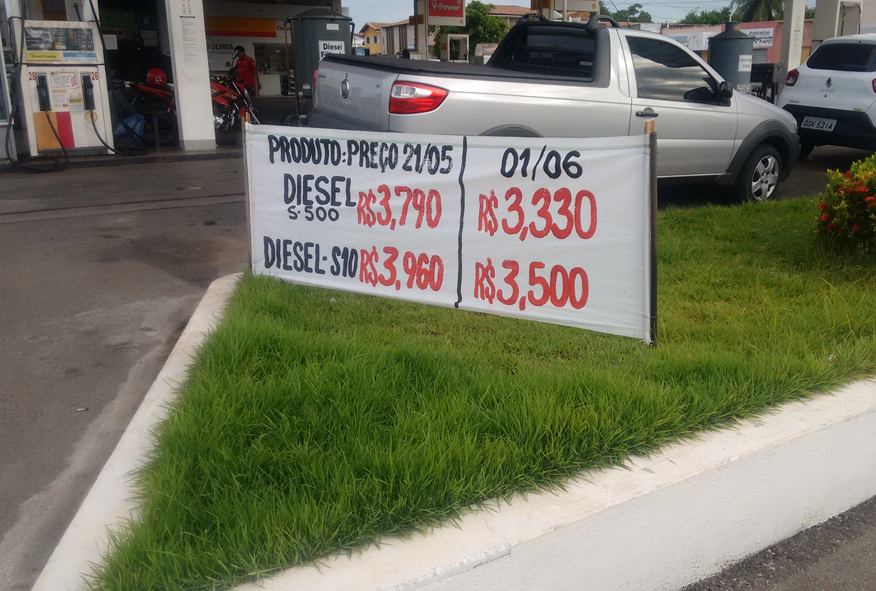 V-Power
OLINDA
Diesel
PRODUTO: PREÇO 21/05 01/06
DIESEL S.500 R$3,790 R$3,330
DIESEL-S10 R$3,960 R$3,500